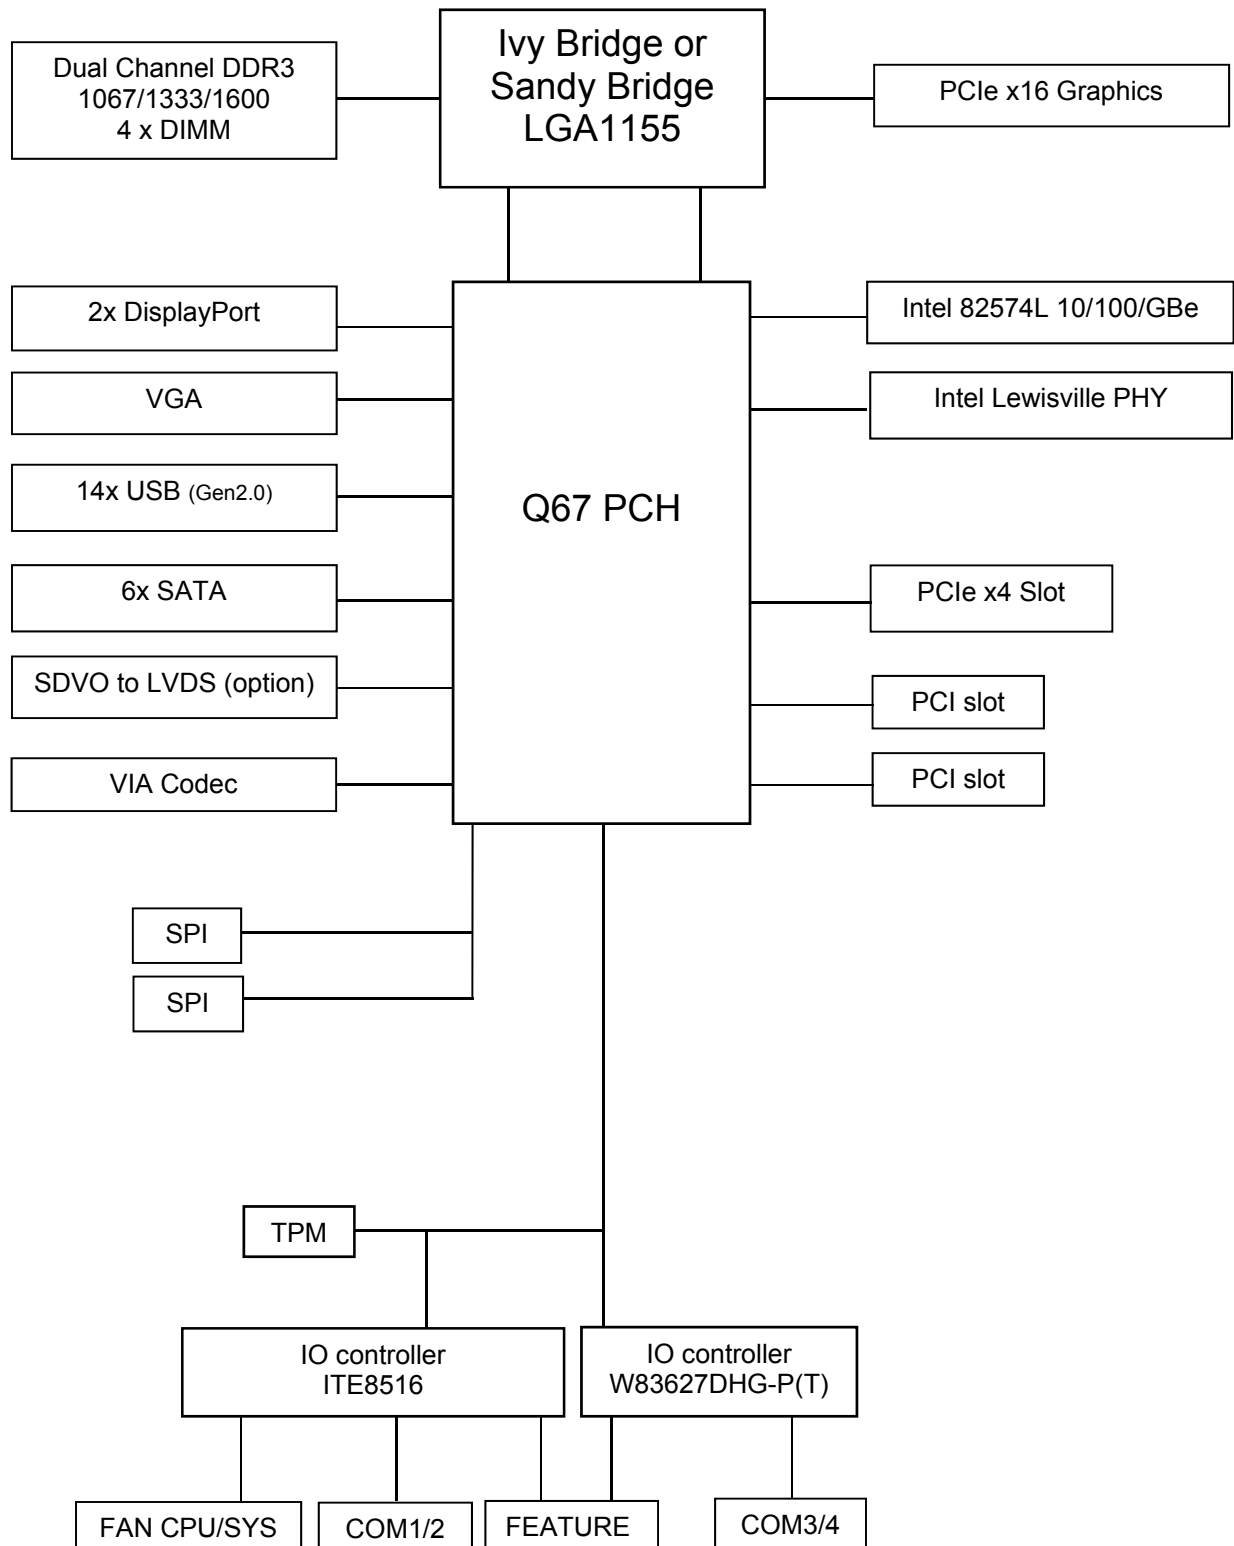 Ivy Bridge or
Sandy Bridge
LGA1155
Dual Channel DDR3
1067/1333/1600
4 x DIMM
PCIe x16 Graphics
2x DisplayPort
VGA
14x USB (Gen2.0)
6x SATA
SDVO to LVDS (option)
VIA Codec
Q67 PCH
Intel 82574L 10/100/GBe
Intel Lewisville PHY
PCIe x4 Slot
PCI slot
PCI slot
SPI
SPI
TPM
IO controller
ITE8516
IO controller
W83627DHG-P(T)
FAN CPU/SYS
COM1/2
FEATURE
COM3/4